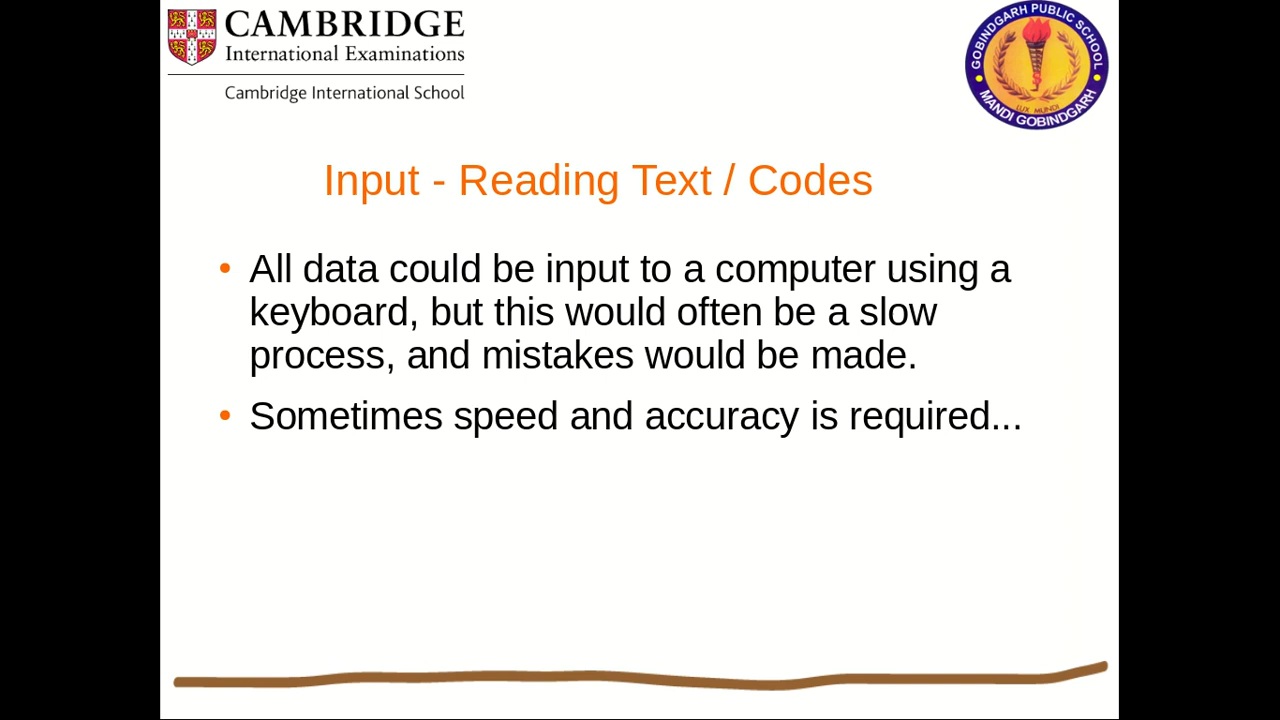 CAMBRIDGE
International Examinations
Cambridge International School
GOBINDGARH PUBLIC SCHOOL
LUX MUNDI
MANDI GOBINDGARH
Input - Reading Text / Codes
• All data could be input to a computer using a
keyboard, but this would often be a slow
process, and mistakes would be made.
• Sometimes speed and accuracy is required...